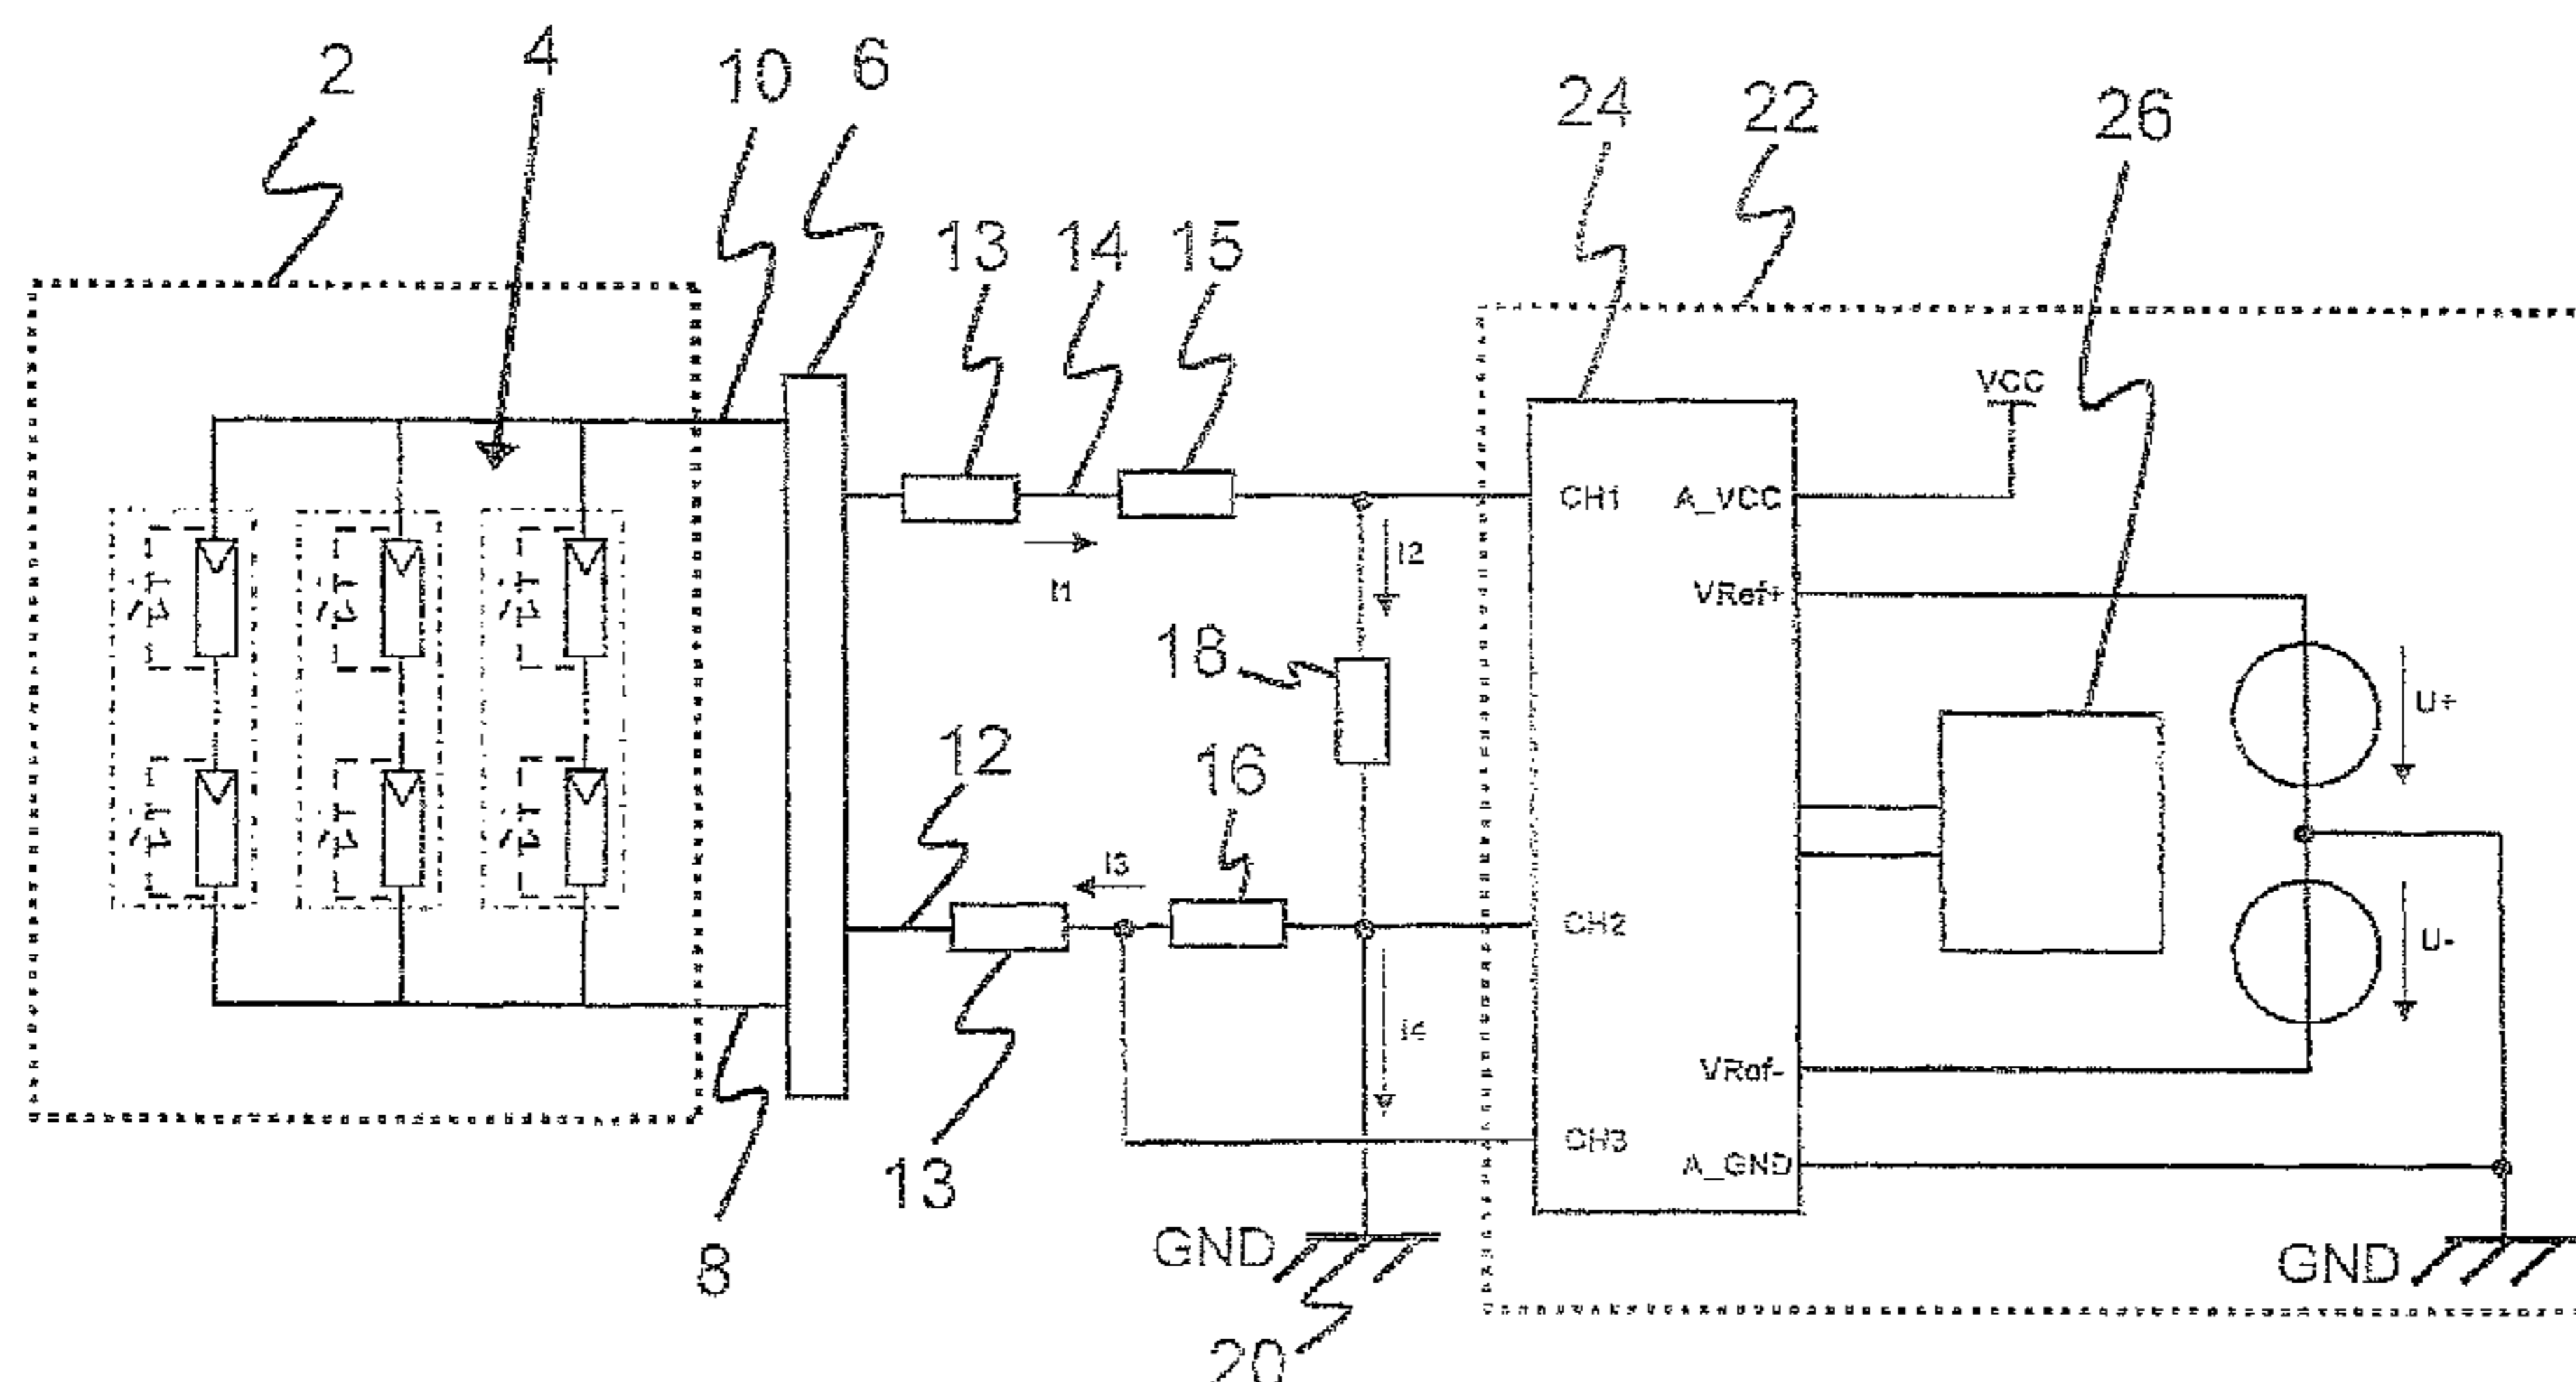 2
4
10
6
24
22
26
13
14
15
VCC
CH1
A_VCC
I1
I2
VRef+
18
U+
12
16
I3
CH2
U-
I4
VRef-
CH3
A_GND
13
8
GND
GND
20